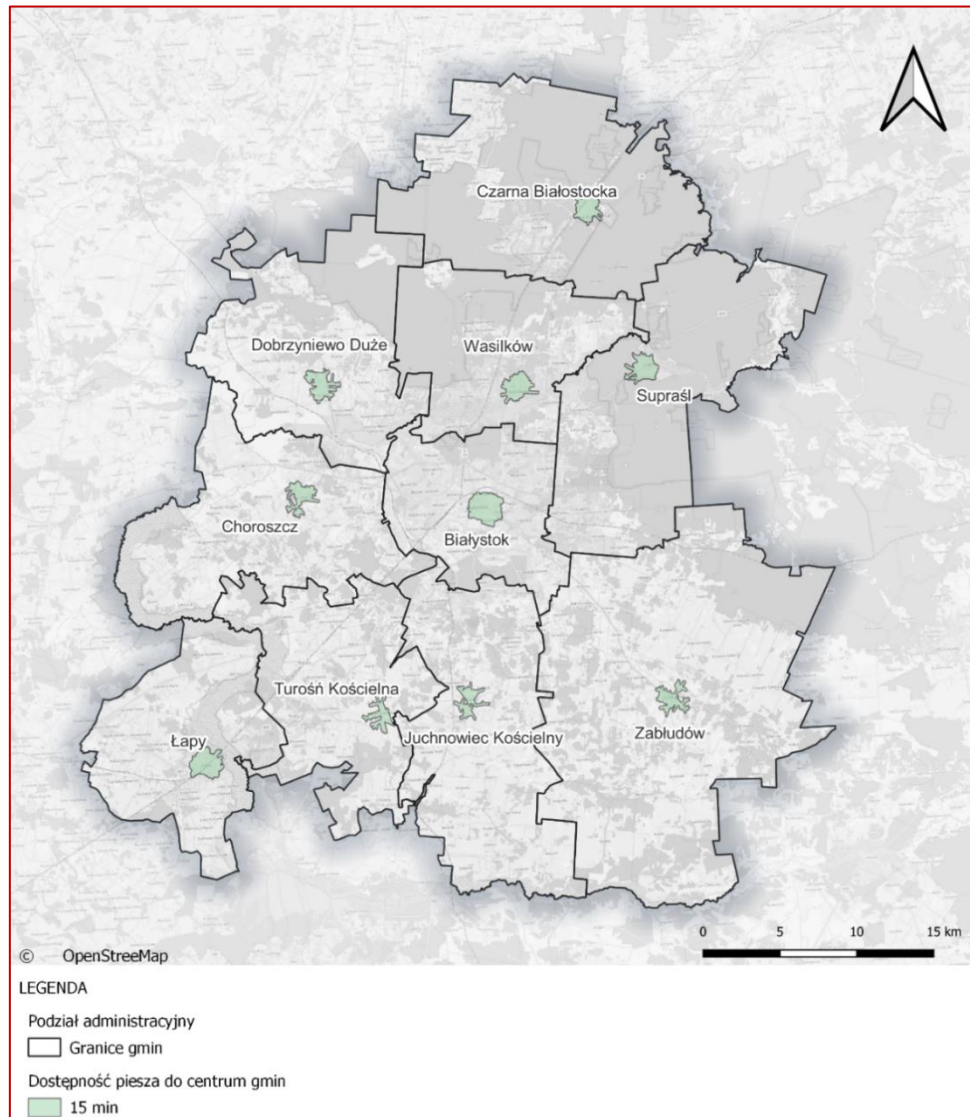 Czarna Białostocka
Dobrzyniewo Duże
Wasilków
Supraśl
Choroszcz
Białystok
Turośń Kościelna
Juchnowiec Kościelny
Zabłudów
Łapy
0 5 10 15 km
© OpenStreeMap
LEGENDA
Podział administracyjny
Granice gmin
Dostępność piesza do centrum gmin
15 min